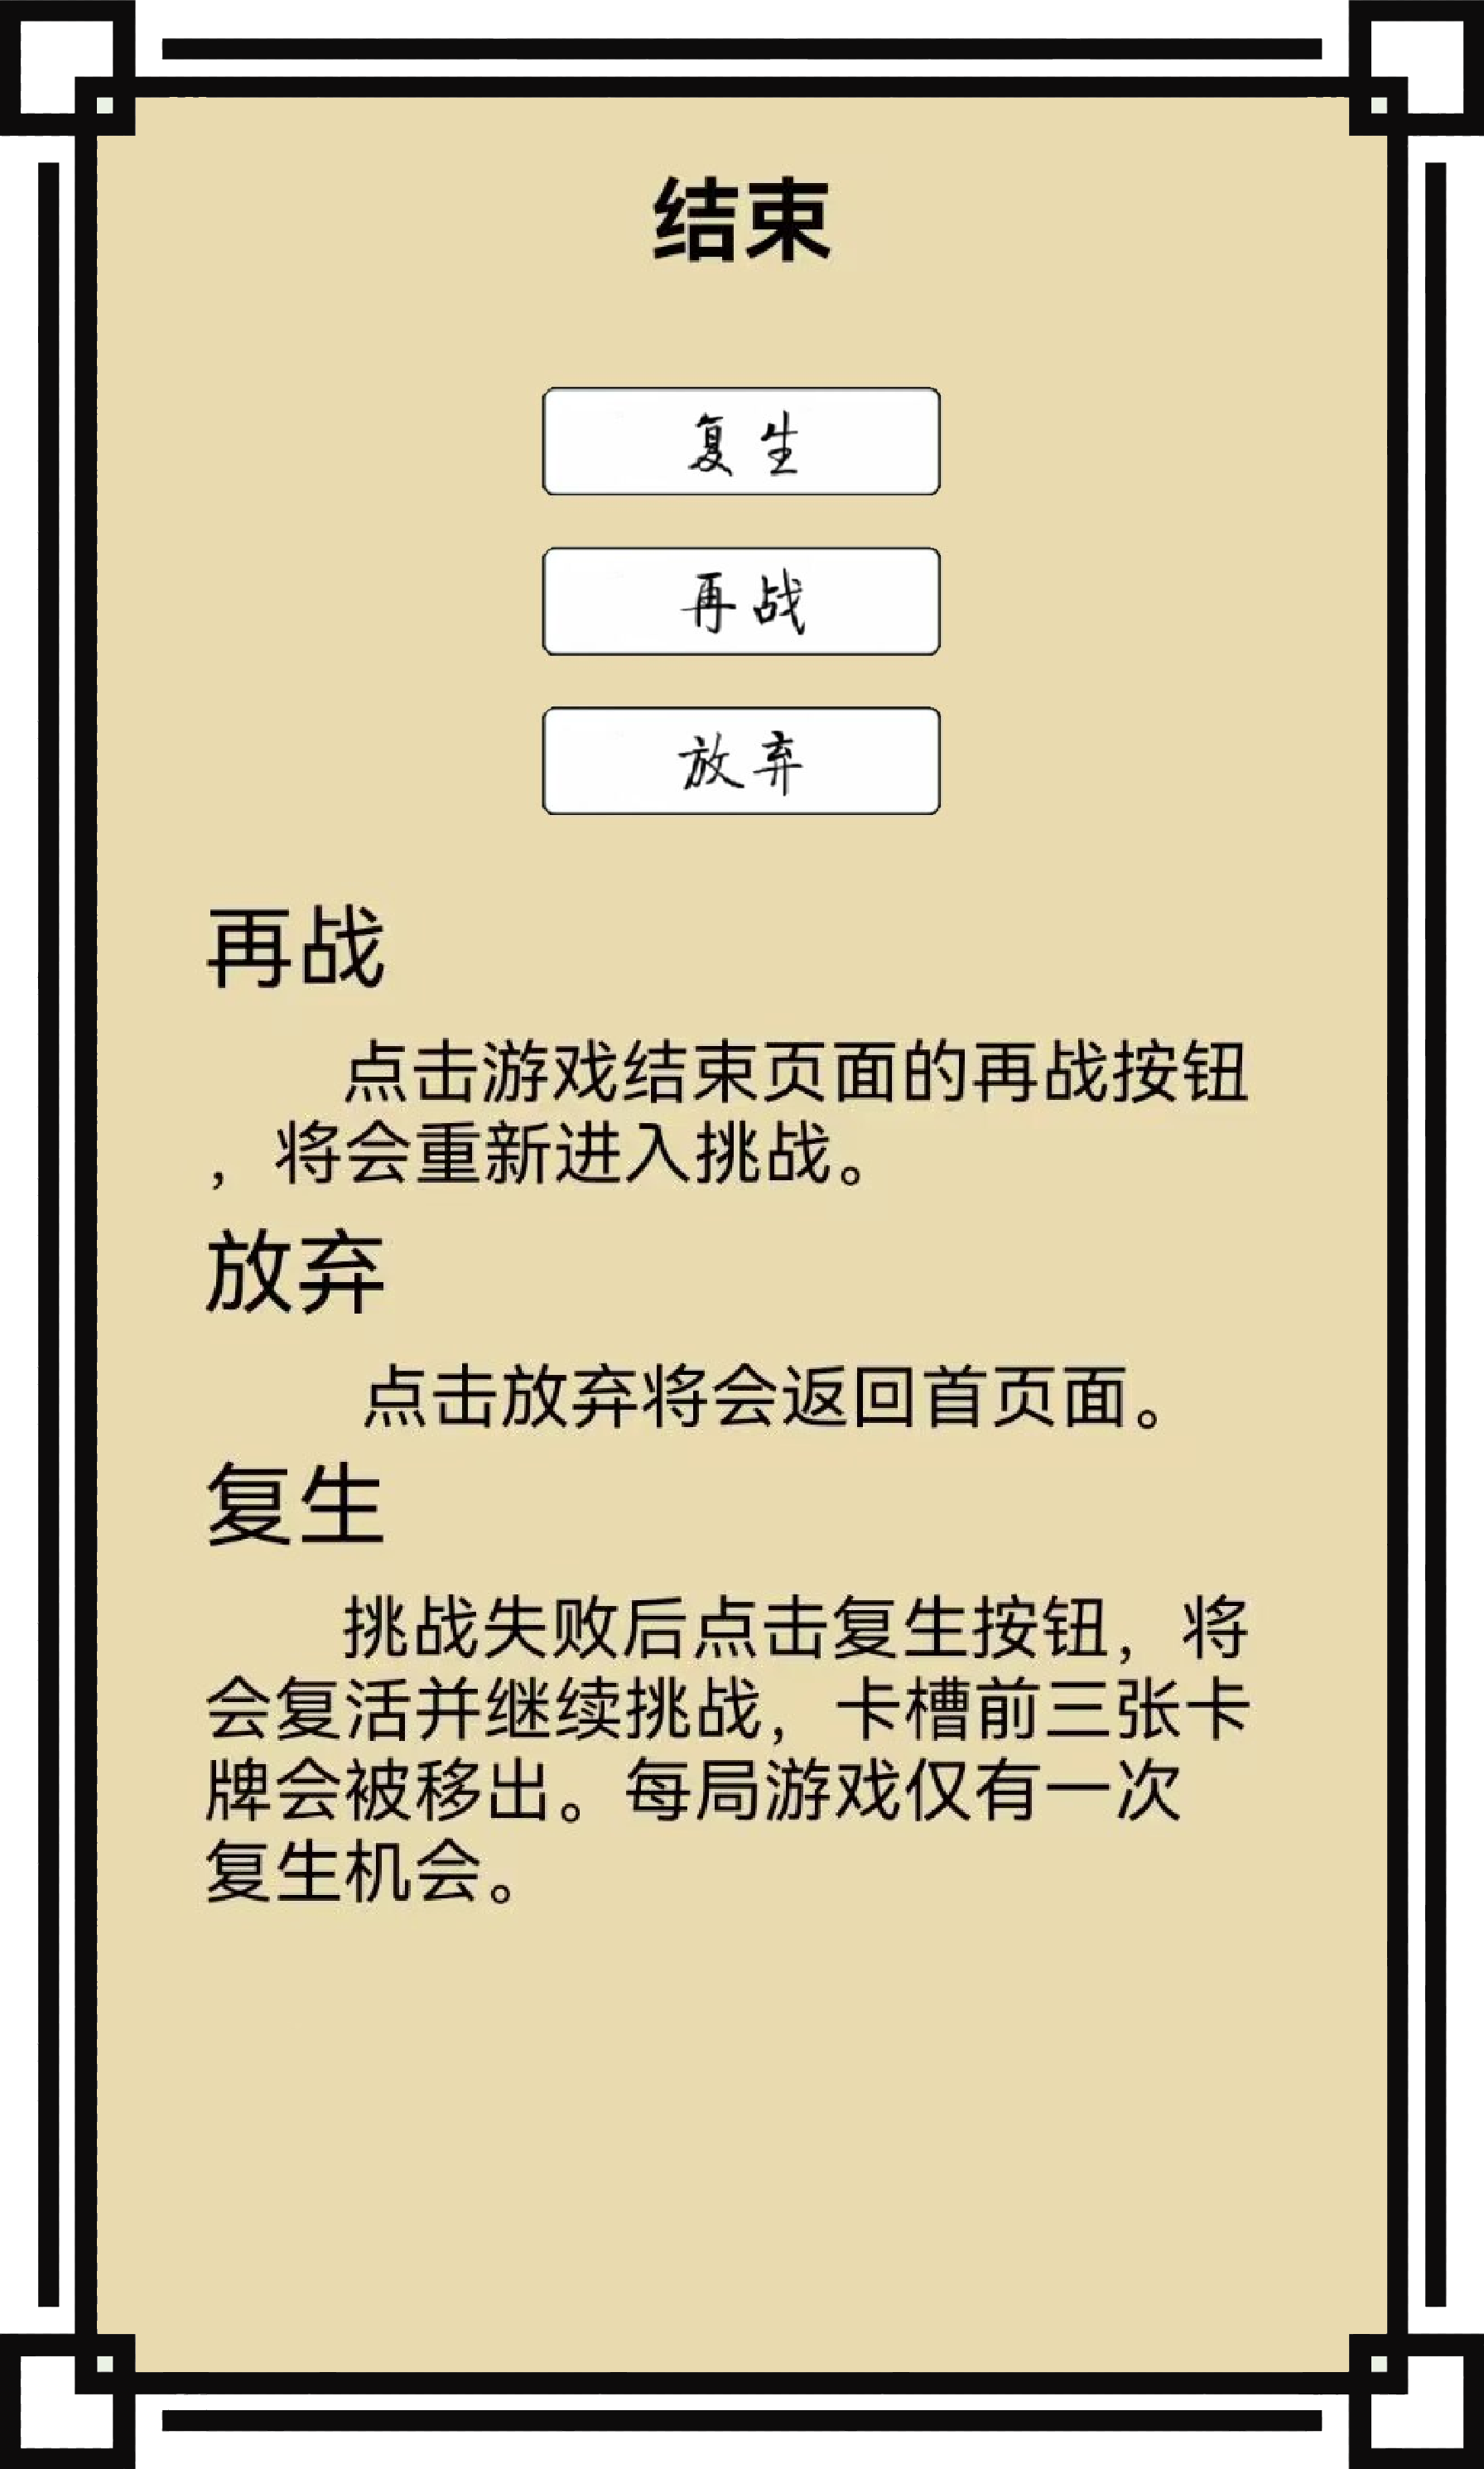 结束
复生
再战
放弃
再战
点击游戏结束页面的再战按钮
，将会重新进入挑战。
放弃
点击放弃将会返回首页面。
复生
挑战失败后点击复生按钮，将
会复活并继续挑战，卡槽前三张卡
牌会被移出。每局游戏仅有一次
复生机会。